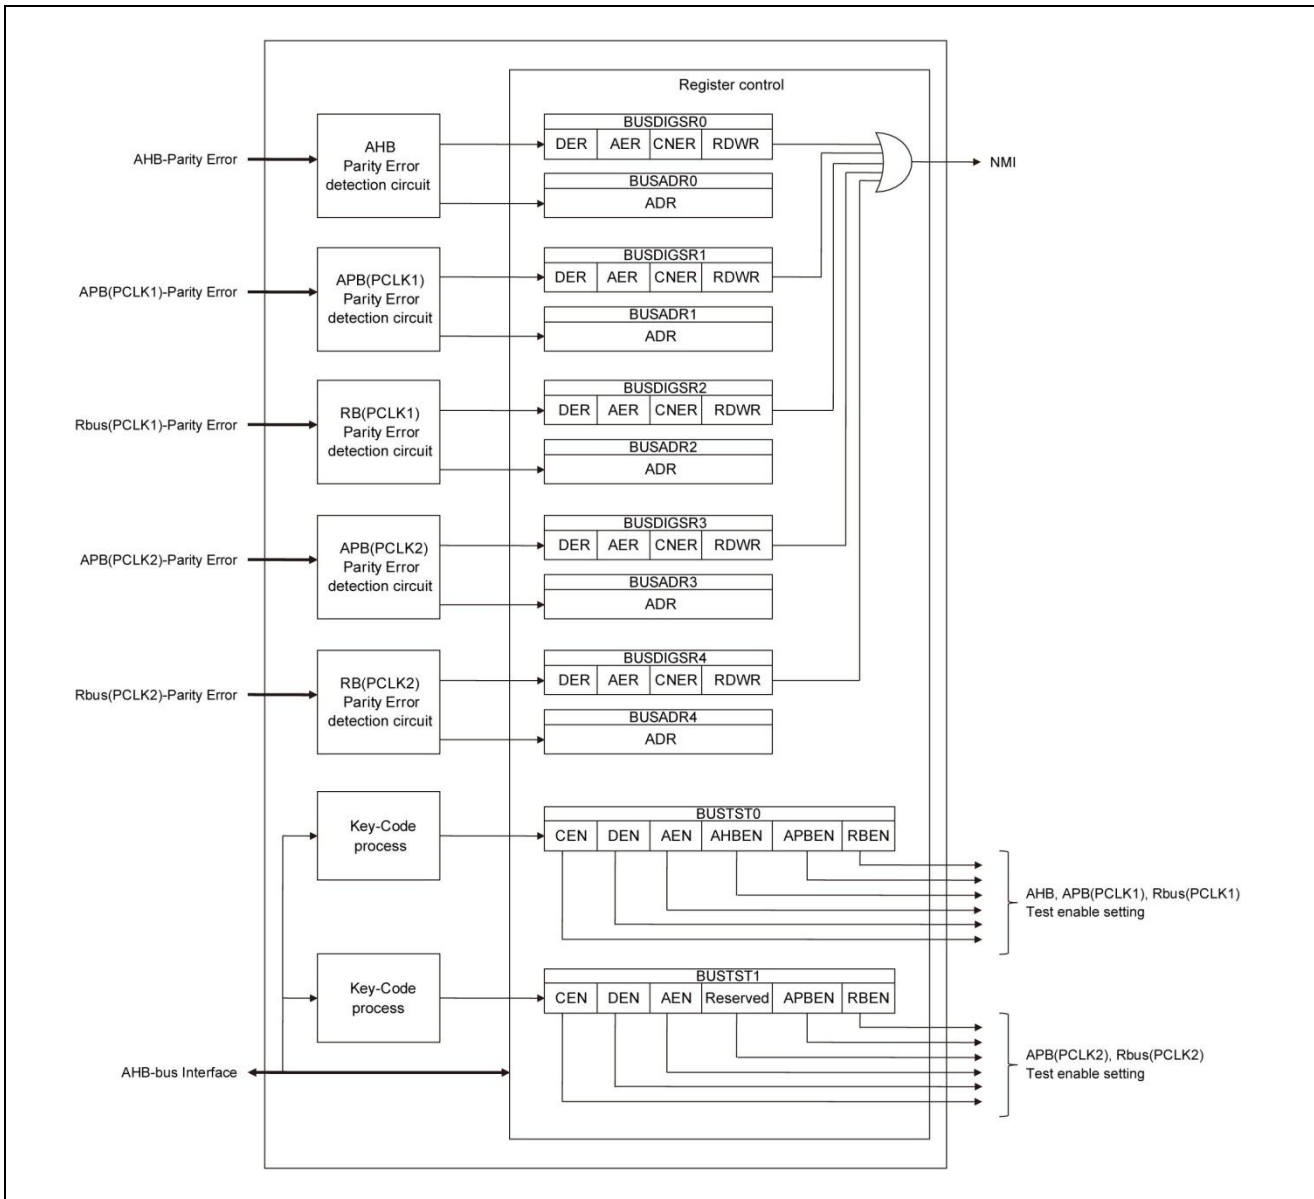 Register control
AHB-Parity Error
AHB
Parity Error
detection circuit
BUSDIGSR0
DER AER CNER RDWR
BUSADR0
ADR
NMI
APB(PCLK1)-Parity Error
APB(PCLK1)
Parity Error
detection circuit
BUSDIGSR1
DER AER CNER RDWR
BUSADR1
ADR
Rbus(PCLK1)-Parity Error
RB(PCLK1)
Parity Error
detection circuit
BUSDIGSR2
DER AER CNER RDWR
BUSADR2
ADR
APB(PCLK2)-Parity Error
APB(PCLK2)
Parity Error
detection circuit
BUSDIGSR3
DER AER CNER RDWR
BUSADR3
ADR
Rbus(PCLK2)-Parity Error
RB(PCLK2)
Parity Error
detection circuit
BUSDIGSR4
DER AER CNER RDWR
BUSADR4
ADR
Key-Code
process
BUSTST0
CEN DEN AEN AHBEN APBEN RBEN
AHB, APB(PCLK1), Rbus(PCLK1)
Test enable setting
Key-Code
process
BUSTST1
CEN DEN AEN Reserved APBEN RBEN
APB(PCLK2), Rbus(PCLK2)
Test enable setting
AHB-bus Interface